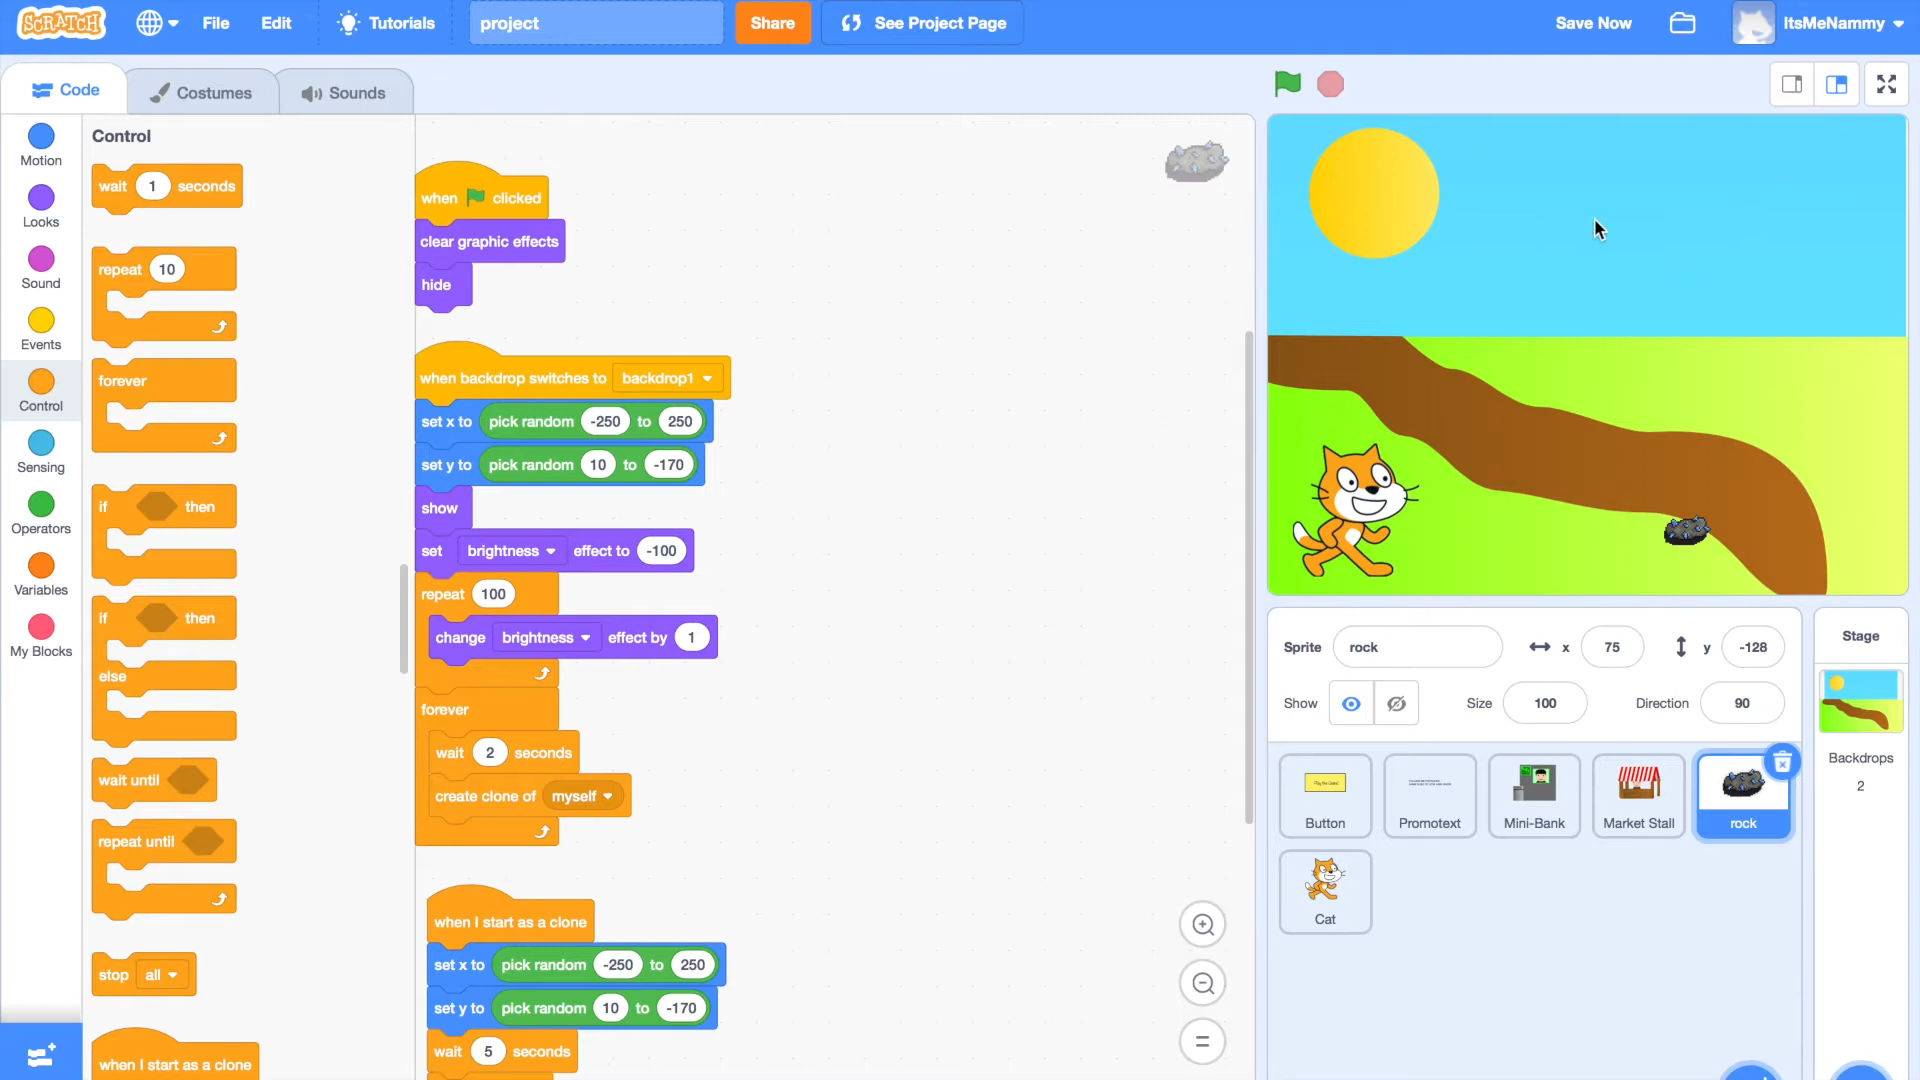 SCRATCH File Edit Tutorials project Share See Project Page Save Now ItsMeNammy
Code Costumes Sounds
Motion
Looks
Sound
Events
Control
Sensing
Operators
Variables
My Blocks
Control
wait 1 seconds
repeat 10
forever
if then
if then
else
wait until
repeat until
stop all
when I start as a clone
when clicked
clear graphic effects
hide
when backdrop switches to backdrop1
set x to pick random -250 to 250
set y to pick random 10 to -170
show
set brightness effect to -100
repeat 100
change brightness effect by 1
forever
wait 2 seconds
create clone of myself
when I start as a clone
set x to pick random -250 to 250
set y to pick random 10 to -170
wait 5 seconds
Sprite rock x 75 y -128
Show Size 100 Direction 90
Button Promotext Mini-Bank Market Stall rock
Cat
Stage
Backdrops
2